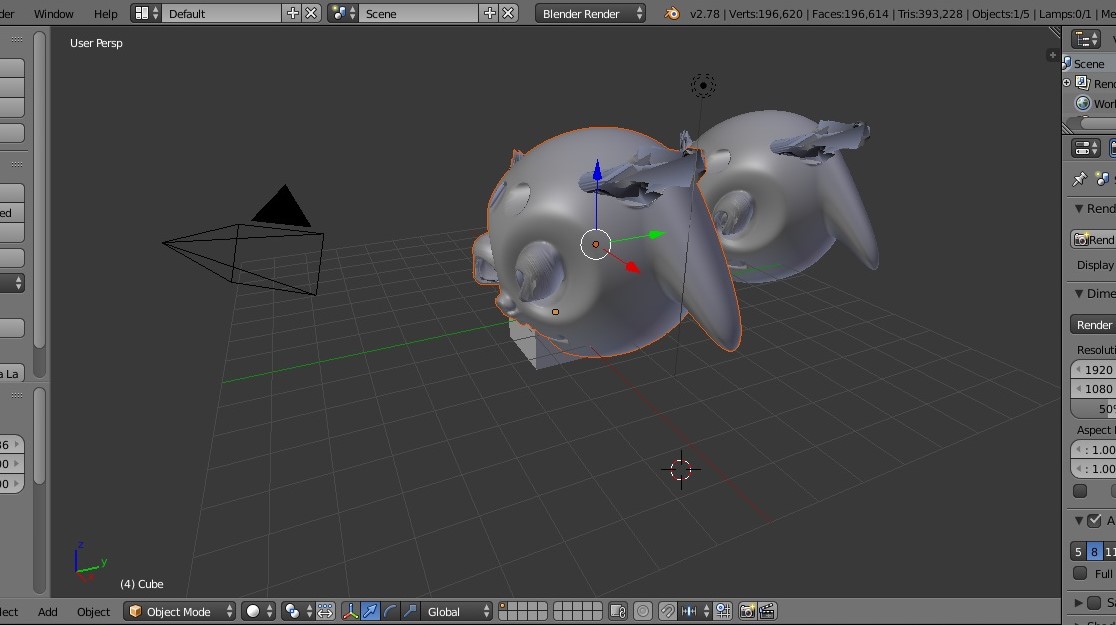 der Window Help Default Scene Blender Render v2.78 | Verts:196,620 | Faces:196,614 | Tris:393,228 | Objects:1/5 | Lamps:0/1 | Me
User Persp
Scene
Rend
Worl
ed
Rend
Rend
Display
Dime
Render
Resoluti
1920
1080
50%
a La
Aspect
36
: 1.00
00
: 1.00
00
A
5 8 11
z
y
x
Full
(4) Cube
Sa
lect Add Object Object Mode Global